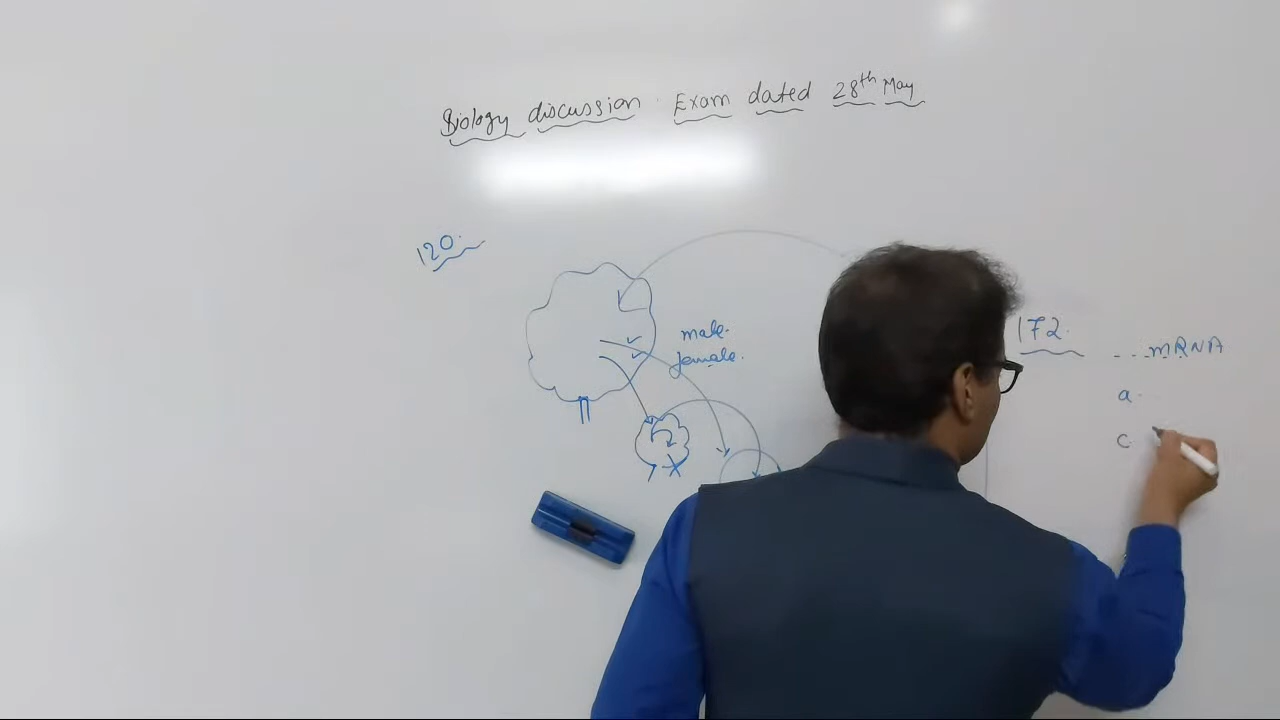 Biology discussion. Exam dated 28th May
120.
male.
female.
172.
...mRNA
a.
c.